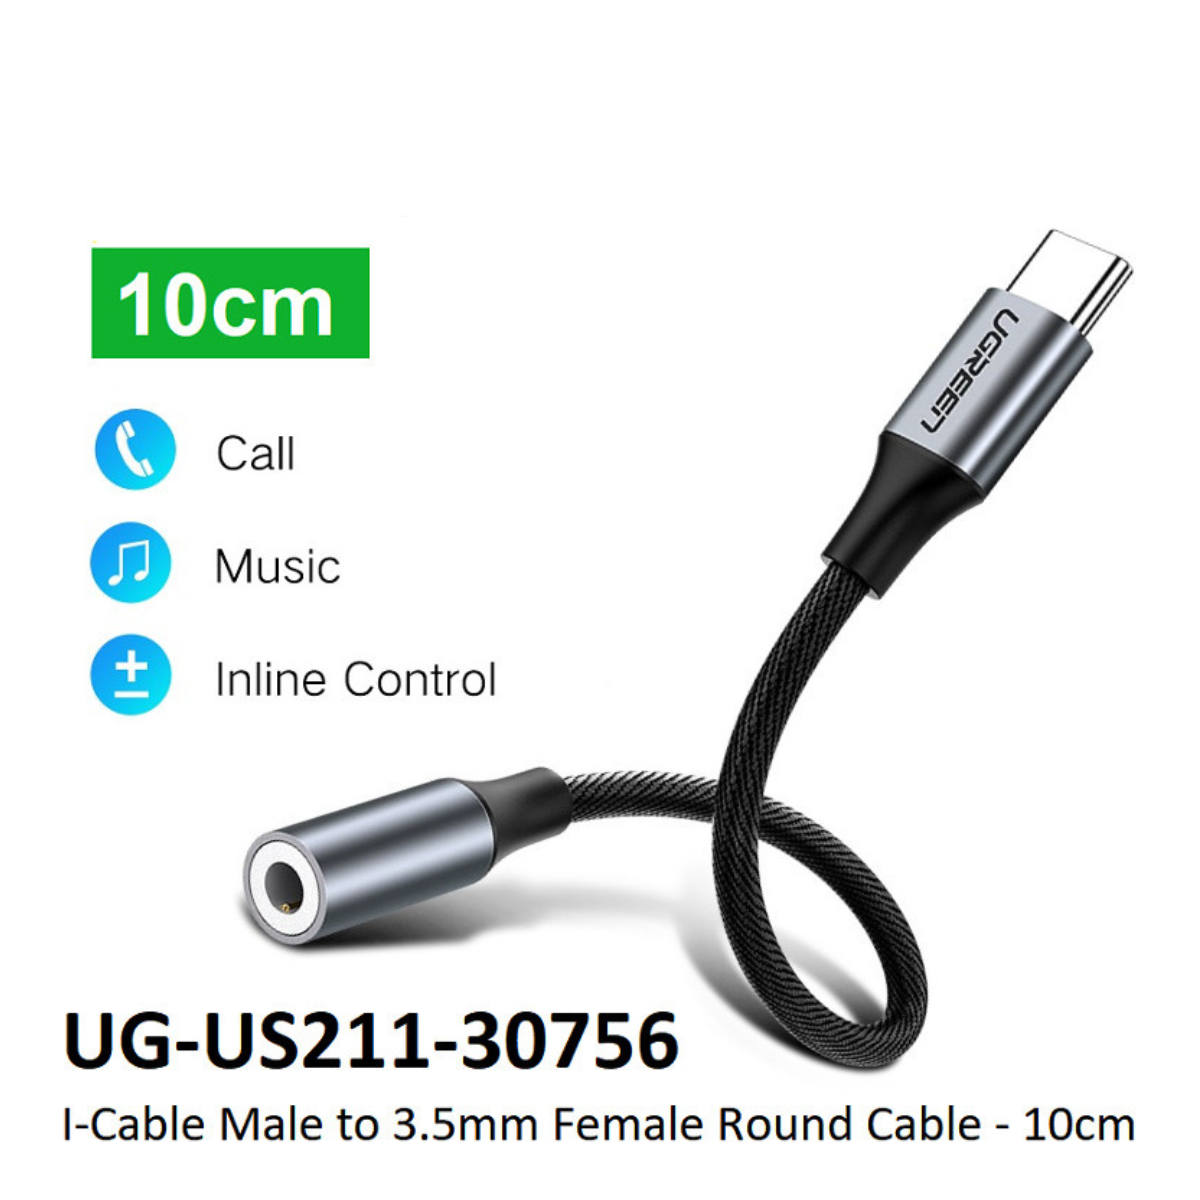 10cm
Call
Music
Inline Control
UGREEN
UG-US211-30756
I-Cable Male to 3.5mm Female Round Cable - 10cm